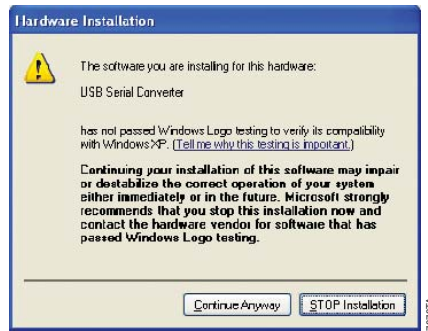 Hardware Installation
The software you are installing for this hardware:
USB Serial Converter
has not passed Windows Logo testing to verify its compatibility
with Windows XP. (Tell me why this testing is important.)
Continuing your installation of this software may impair
or destabilize the correct operation of your system
either immediately or in the future. Microsoft strongly
recommends that you stop this installation now and
contact the hardware vendor for software that has
passed Windows Logo testing.
Continue Anyway
STOP Installation